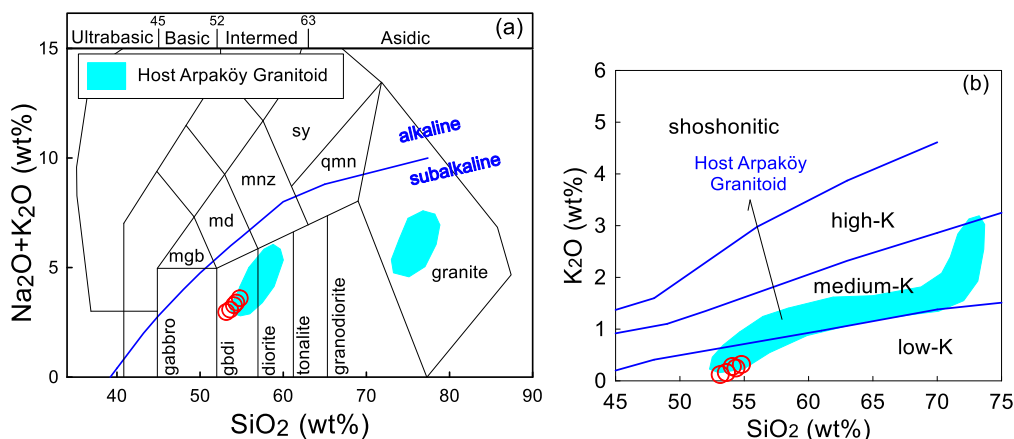 45
52
63
Ultrabasic
Basic
Intermed
Asidic
(a)
Host Arpaköy Granitoid
15
10
5
0
Na2O+K2O (wt%)
sy
alkaline
subalkaline
qmn
mnz
md
mgb
granite
gabbro
gbdi
diorite
tonalite
granodiorite
40
50
60
70
80
90
SiO2 (wt%)
(b)
6
5
4
3
2
1
0
K2O (wt%)
shoshonitic
Host Arpaköy
Granitoid
high-K
medium-K
low-K
45
50
55
60
65
70
75
SiO2 (wt%)